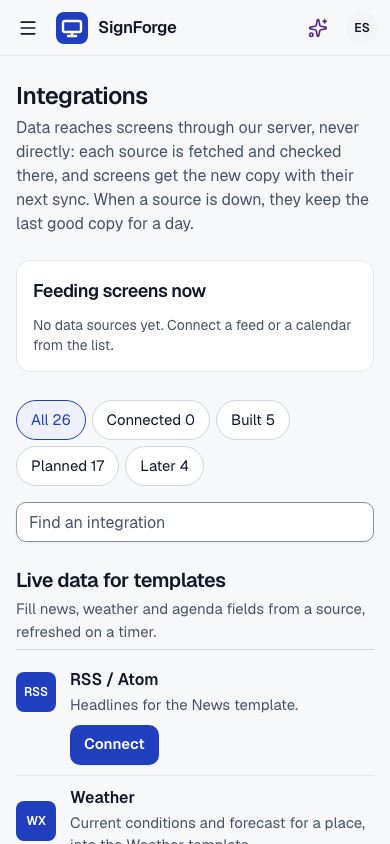 SignForge
ES
Integrations
Data reaches screens through our server, never
directly: each source is fetched and checked
there, and screens get the new copy with their
next sync. When a source is down, they keep the
last good copy for a day.
Feeding screens now
No data sources yet. Connect a feed or a calendar
from the list.
All 26
Connected 0
Built 5
Planned 17
Later 4
Find an integration
Live data for templates
Fill news, weather and agenda fields from a source,
refreshed on a timer.
RSS
RSS / Atom
Headlines for the News template.
Connect
WX
Weather
Current conditions and forecast for a place,
into the Weather template.